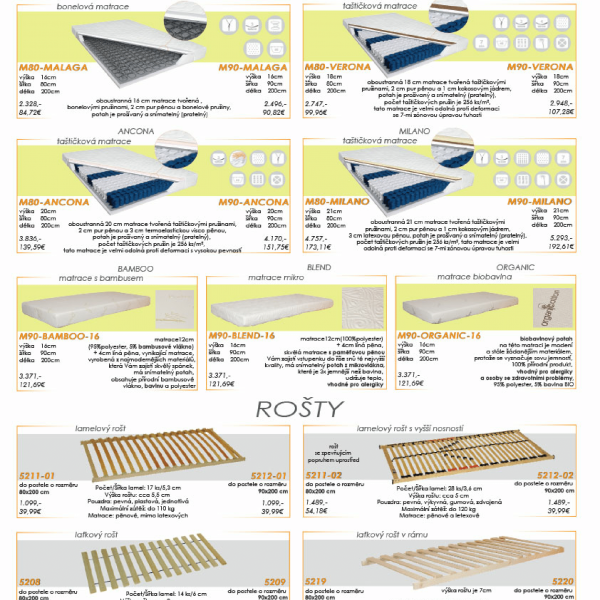 bonelová matrace
M80-MALAGA
výška 16cm
šířka 80cm
délka 200cm
2.328,-
84,72€
oboustranná 16 cm matrace tvořená
bonelovými pružinami, 2 cm pur pěnou a bonelové pružiny,
potah je prošívaný a snímatelný (pratelný)
M90-MALAGA
výška 16cm
šířka 90cm
délka 200cm
2.496,-
90,82€
taštičková matrace
M80-VERONA
výška 18cm
šířka 80cm
délka 200cm
2.747,-
99,96€
oboustranná 18 cm matrace tvořená taštičkovými
pružinami, 2 cm pur pěnou a 1 cm kokosovým jádrem,
potah je prošívaný a snímatelný (pratelný),
počet taštičkových pružin je 256 ks/m²,
tato matrace je velmi odolná proti deformaci
se 7-mi zónovou úpravou tuhosti
M90-VERONA
výška 18cm
šířka 90cm
délka 200cm
2.948,-
107,28€
ANCONA
taštičková matrace
M80-ANCONA
výška 20cm
šířka 80cm
délka 200cm
3.836,-
139,59€
oboustranná 20 cm matrace tvořená taštičkovými pružinami,
2 cm pur pěnou a 3 cm termoelastickou visco pěnou,
potah je prošívaný a snímatelný (pratelný),
počet taštičkových pružin je 256 ks/m²,
tato matrace je velmi odolná proti deformaci s vysokou pevností
M90-ANCONA
výška 20cm
šířka 90cm
délka 200cm
4.170,-
151,75€
MILANO
taštičková matrace
M80-MILANO
výška 21cm
šířka 80cm
délka 200cm
4.757,-
173,11€
oboustranná 21 cm matrace tvořená taštičkovými
pružinami, 2 cm pur pěnou a 1 cm kokosovým jádrem,
3 cm latexovou pěnou, potah je prošívaný a snímatelný (pratelný),
počet taštičkových pružin je 256 ks/m², tato matrace je velmi
odolná proti deformaci se 7-mi zónovou úpravou tuhosti
M90-MILANO
výška 21cm
šířka 90cm
délka 200cm
5.293,-
192,61€
BAMBOO
matrace s bambusem
M90-BAMBOO-16
výška 16cm
šířka 90cm
délka 200cm
3.371,-
121,69€
matrace12cm
(95%polyester, 5% bambusové vlákno)
+ 4cm líná pěna, vynikající matrace,
vyrobená s nejmodernějších materiálů,
která Vám zajistí skvělý spánek,
má snímatelný potah,
obsahuje přírodní bambusové
vlákno, bavlnu a polyester
BLEND
matrace mikro
M90-BLEND-16
výška 16cm
šířka 90cm
délka 200cm
3.371,-
121,69€
matrace12cm(100%polyester)
+ 4cm líná pěna,
skvělá matrace s paměťovou pěnou
Vám zajistí vstupenku do říše snů té nejvyšší
kvality, má snímatelný potah z mikrovlákna,
které je 3x jemnější než bavlna,
udržuje teplo,
vhodné pro alergiky
ORGANIC
matrace biobavlna
organiccotton
M90-ORGANIC-16
výška 16cm
šířka 90cm
délka 200cm
3.371,-
121,69€
biobavlnový potah
na této matraci je moderní
a stále žádanějším materiálem,
protože se vyznačuje svou jemností,
100% přírodní produkt,
vhodný pro alergiky
a osoby se zdravotními problémy,
95% polyester, 5% bavlna BIO
ROŠTY
lamelový rošt
5211-01
do postele o rozměru
80x200 cm
1.099,-
39,99€
Počet/šířka lamel: 17 ks/5,3 cm
Výška roštu: cca 5,5 cm
Pouzdra: pevná, plastová, jednolitá
Maximální zátěž: do 110 kg
Matrace: pěnové, mimo latexových
5212-01
do postele o rozměru
90x200 cm
1.099,-
39,99€
lamelový rošt s vyšší nosností
rošt
se zpevňujícím
popruhem uprostřed
5211-02
do postele o rozměru
80x200 cm
1.489,-
54,18€
Počet/šířka lamel: 28 ks/3,6 cm
Výška roštu: cca 5 cm
Pouzdra: pevná, výkyvná, gumová, zdvojená
Maximální zátěž: do 120 kg
Matrace: pěnové a latexové
5212-02
do postele o rozměru
90x200 cm
1.489,-
39,99€
laťkový rošt
5208
do postele o rozměru
80x200 cm
Počet/šířka lamel: 14 ks/6 cm
5209
do postele o rozměru
90x200 cm
laťkový rošt v rámu
5219
do postele o rozměru
80x200 cm
výška roštu je 7cm
5220
do postele o rozměru
90x200 cm